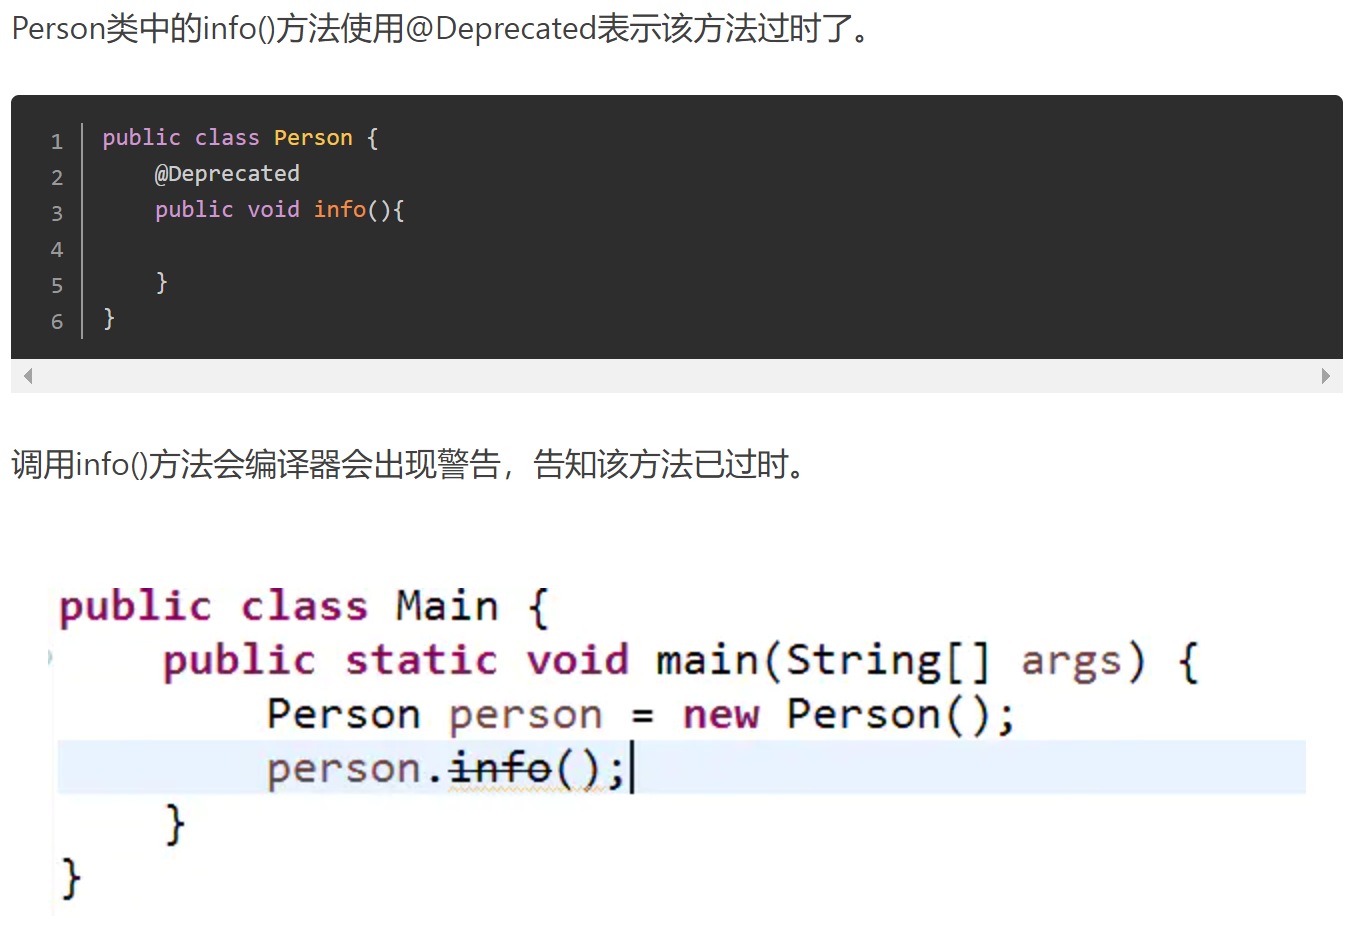 Person类中的info()方法使用@Deprecated表示该方法过时了。
1 public class Person {
2     @Deprecated
3     public void info(){
4
5     }
6 }
调用info()方法会编译器会出现警告，告知该方法已过时。
public class Main {
    public static void main(String[] args) {
        Person person = new Person();
        person.info();
    }
}